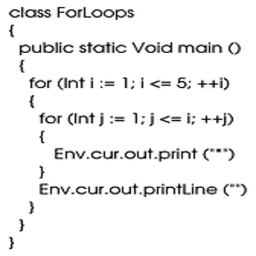 class ForLoops
{
public static Void main ()
{
for (Int i := 1; i <= 5; ++i)
{
for (Int j := 1; j <= i; ++j)
{
Env.cur.out.print ("*")
}
Env.cur.out.printLine ("")
}
}
}